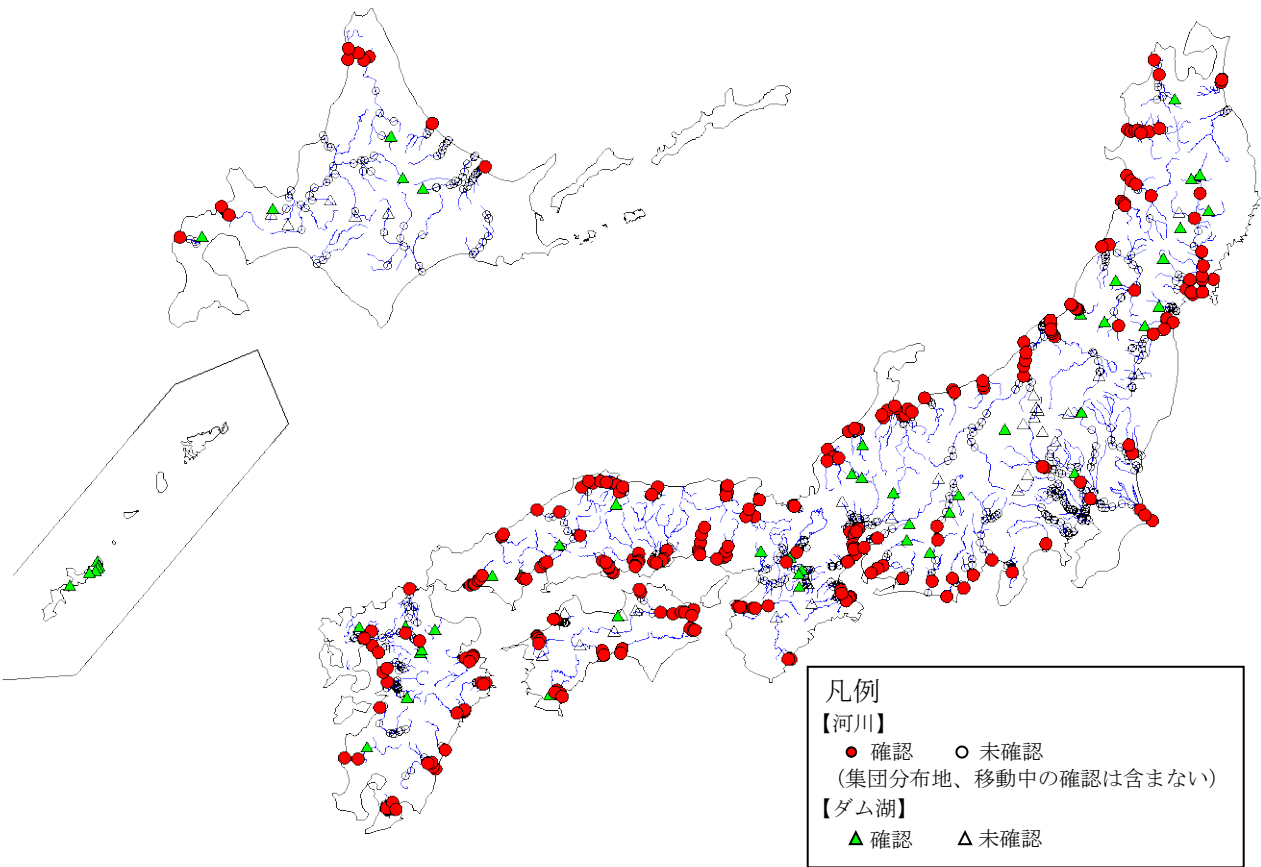 凡例
【河川】
確認 未確認
（集団分布地、移動中の確認は含まない）
【ダム湖】
確認 未確認